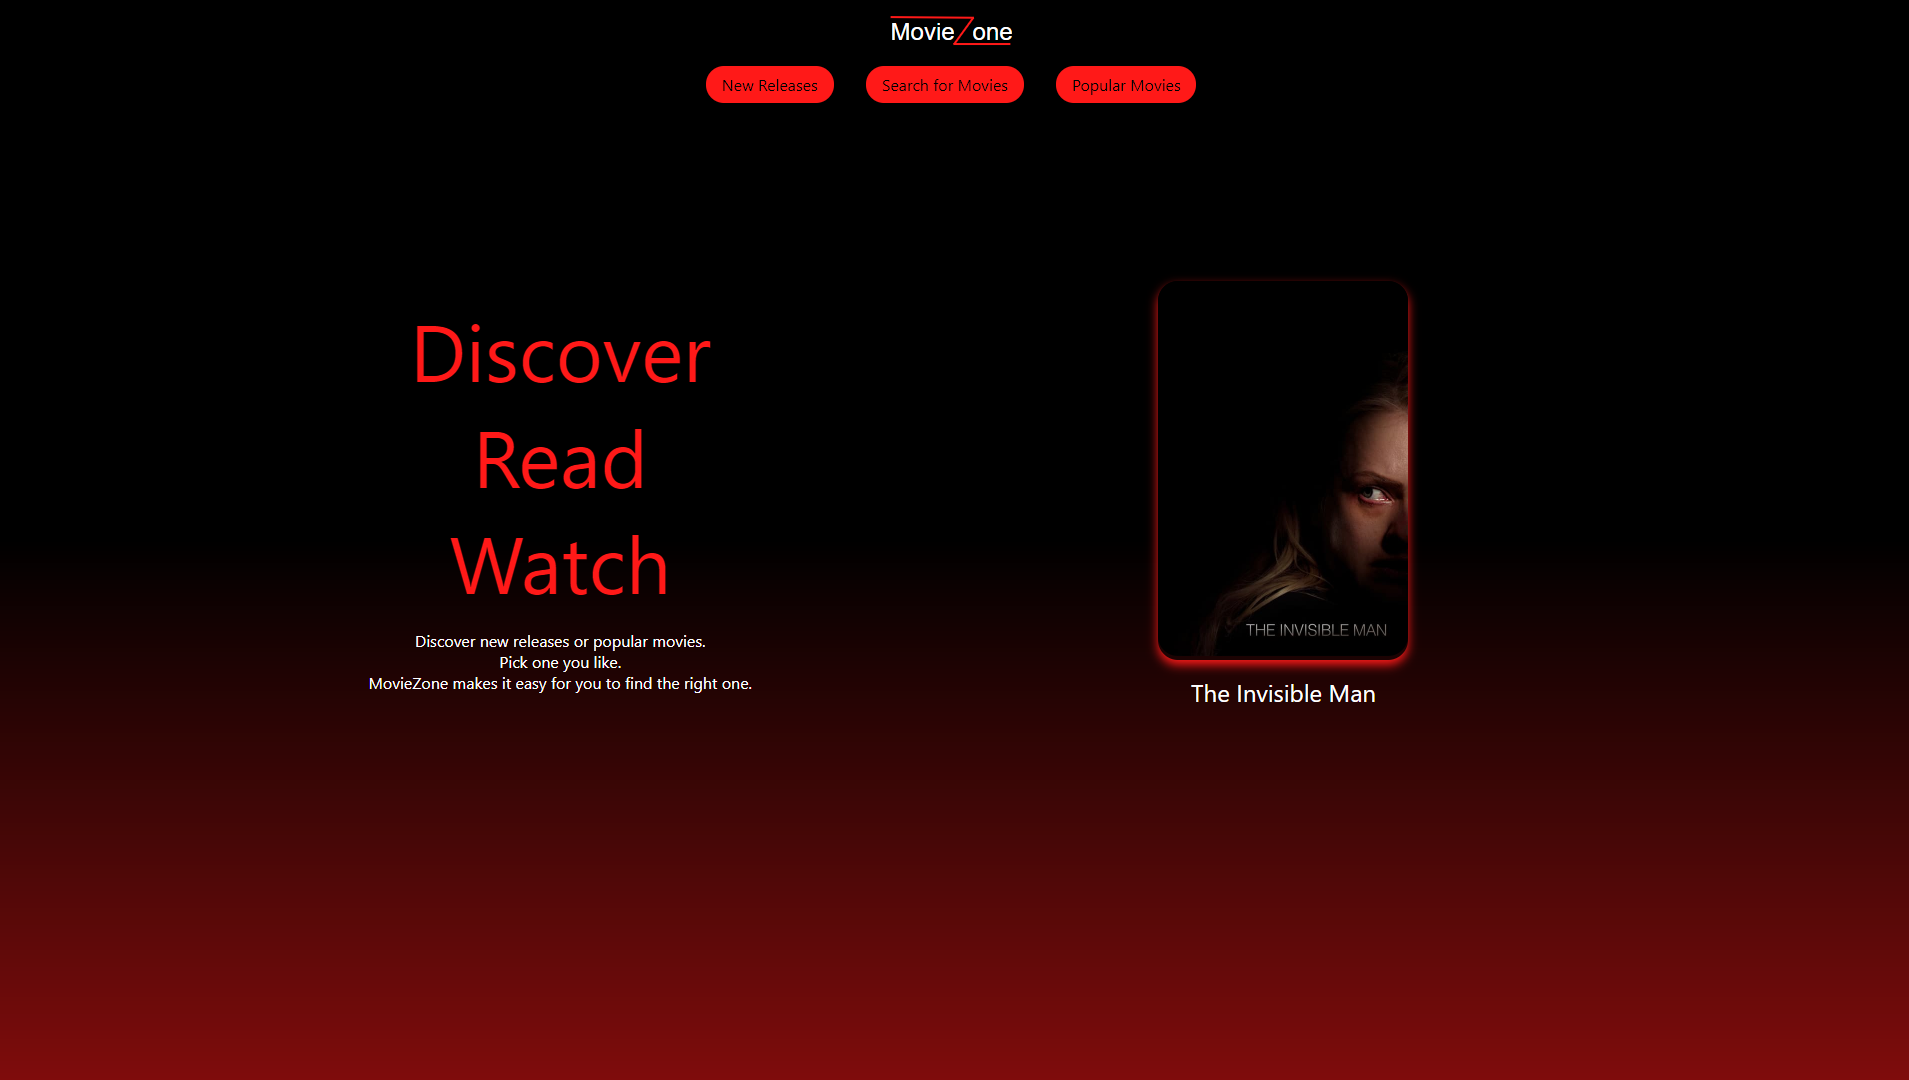 MovieZone
New Releases
Search for Movies
Popular Movies
Discover
Read
Watch
Discover new releases or popular movies.
Pick one you like.
MovieZone makes it easy for you to find the right one.
THE INVISIBLE MAN
The Invisible Man